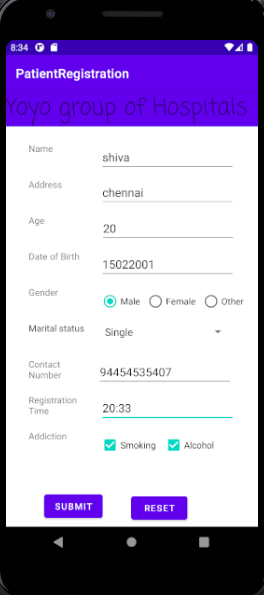 8:34
PatientRegistration
Yoyo group of Hospitals
Name shiva
Address chennai
Age 20
Date of Birth 15022001
Gender Male Female Other
Marital status Single
Contact
Number 94454535407
Registration
Time 20:33
Addiction Smoking Alcohol
SUBMIT RESET